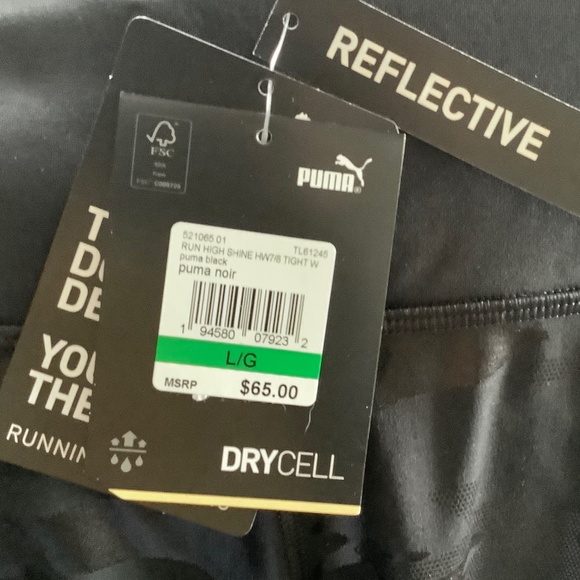 REFLECTIVE
FSC
PUMA®
521065 01 TL61245
RUN HIGH SHINE HW7/8 TIGHT W
puma black
puma noir
1 94580 07923 2
L/G
MSRP $65.00
DRYCELL
T
D
DE
YOU
THE
RUNNIN